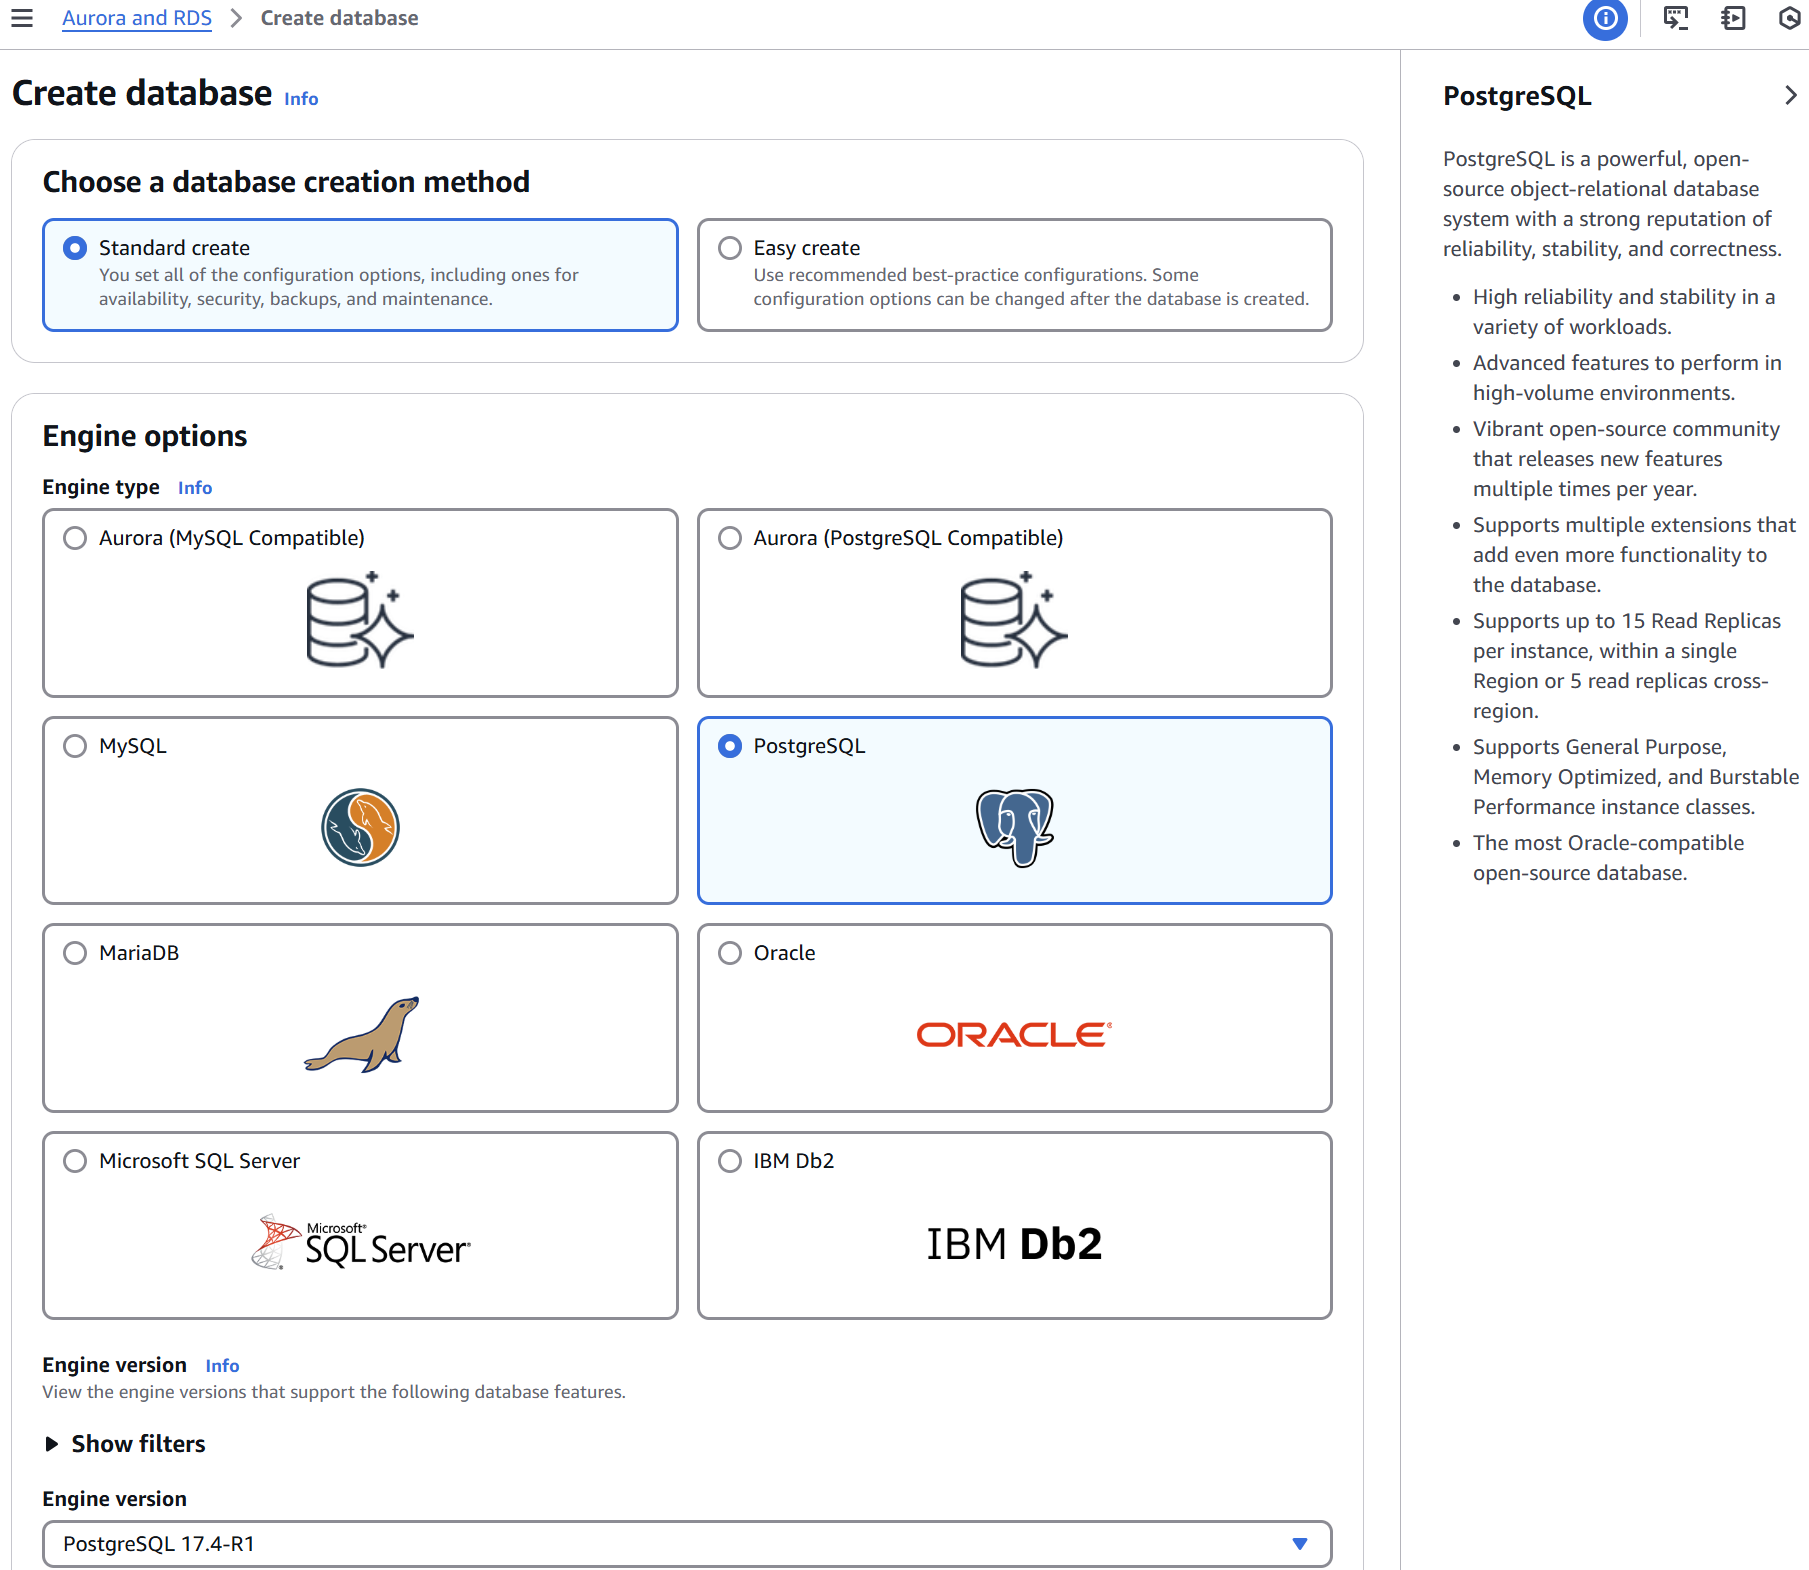 Aurora and RDS > Create database
Create database Info
Choose a database creation method
Standard create
You set all of the configuration options, including ones for
availability, security, backups, and maintenance.
Easy create
Use recommended best-practice configurations. Some
configuration options can be changed after the database is created.
Engine options
Engine type Info
Aurora (MySQL Compatible)
Aurora (PostgreSQL Compatible)
MySQL
PostgreSQL
MariaDB
Oracle
ORACLE®
Microsoft SQL Server
Microsoft®
SQL Server®
IBM Db2
IBM Db2
Engine version Info
View the engine versions that support the following database features.
Show filters
Engine version
PostgreSQL 17.4-R1
PostgreSQL
PostgreSQL is a powerful, open-
source object-relational database
system with a strong reputation of
reliability, stability, and correctness.
• High reliability and stability in a
variety of workloads.
• Advanced features to perform in
high-volume environments.
• Vibrant open-source community
that releases new features
multiple times per year.
• Supports multiple extensions that
add even more functionality to
the database.
• Supports up to 15 Read Replicas
per instance, within a single
Region or 5 read replicas cross-
region.
• Supports General Purpose,
Memory Optimized, and Burstable
Performance instance classes.
• The most Oracle-compatible
open-source database.